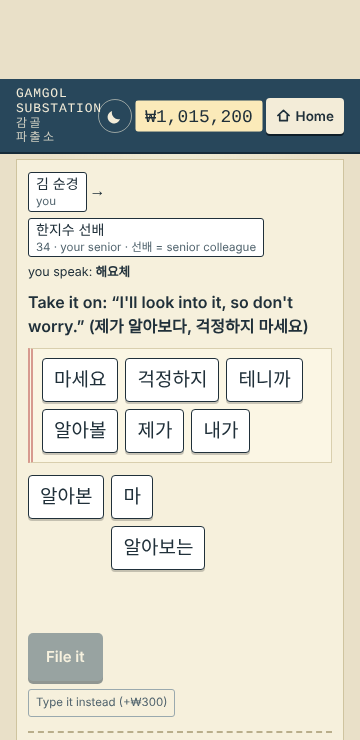 GAMGOL
SUBSTATION
감골
파출소
₩1,015,200
Home
김 순경
you
→
한지수 선배
34 · your senior · 선배 = senior colleague
you speak: 해요체
Take it on: “I'll look into it, so don't
worry.” (제가 알아보다, 걱정하지 마세요)
마세요 걱정하지 테니까
알아볼 제가 내가
알아본 마
알아보는
File it
Type it instead (+₩300)